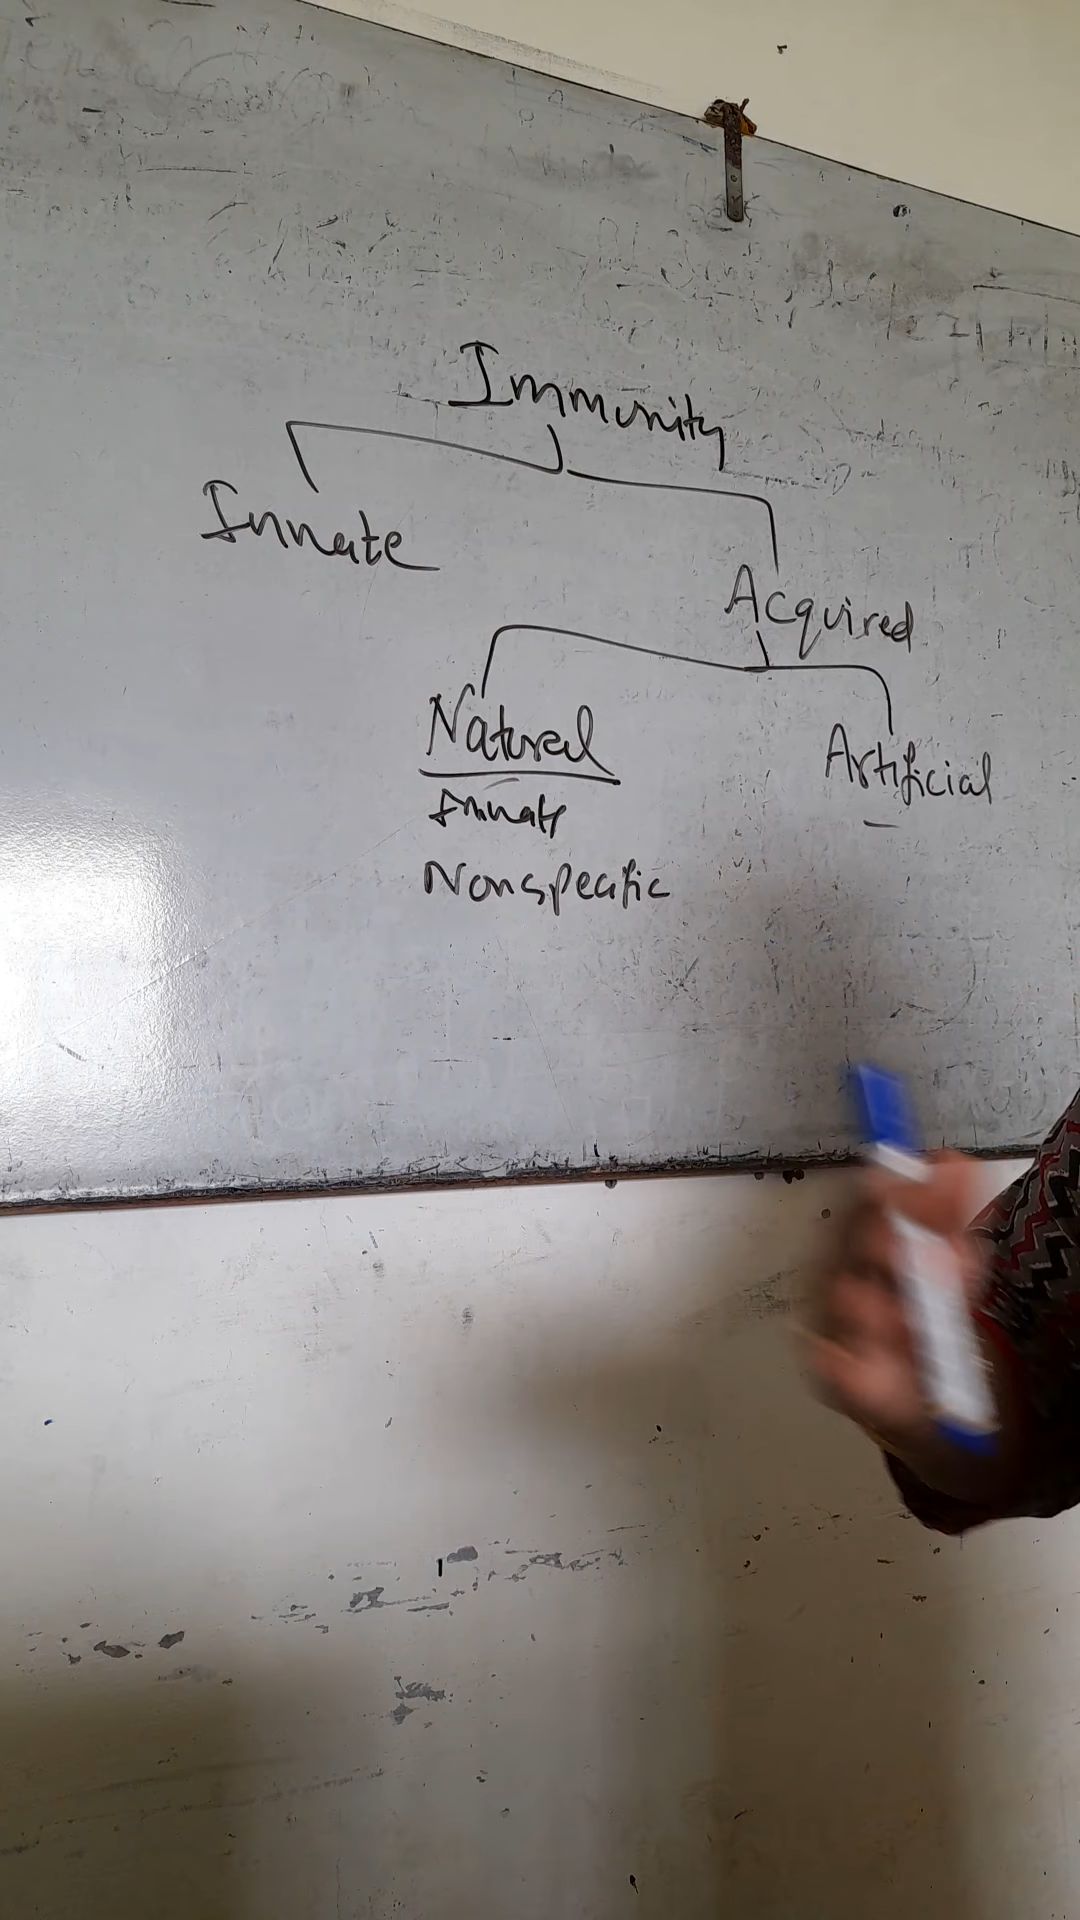 Immunity
Innate
Acquired
Natural
Artificial
Innate
Nonspecific